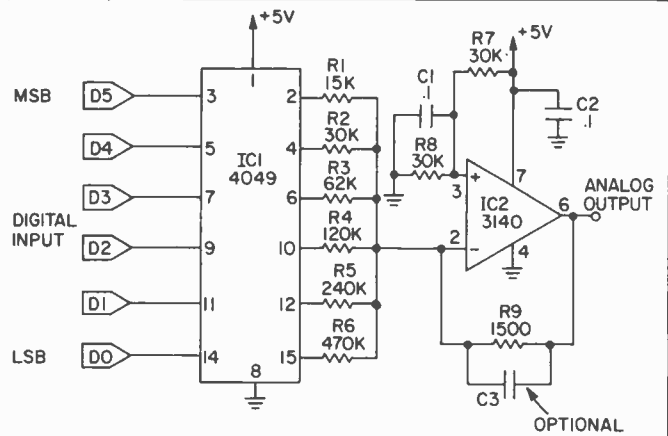 +5V
R7
30K
+5V
C1
.1
C2
.1
R8
30K
MSB
D5
D4
D3
DIGITAL
INPUT
D2
D1
LSB
D0
1
3
5
7
9
11
14
IC1
4049
2
4
6
10
12
15
8
R1
15K
R2
30K
R3
62K
R4
120K
R5
240K
R6
470K
3
+
2
-
IC2
3140
7
6
4
ANALOG
OUTPUT
R9
1500
C3
OPTIONAL